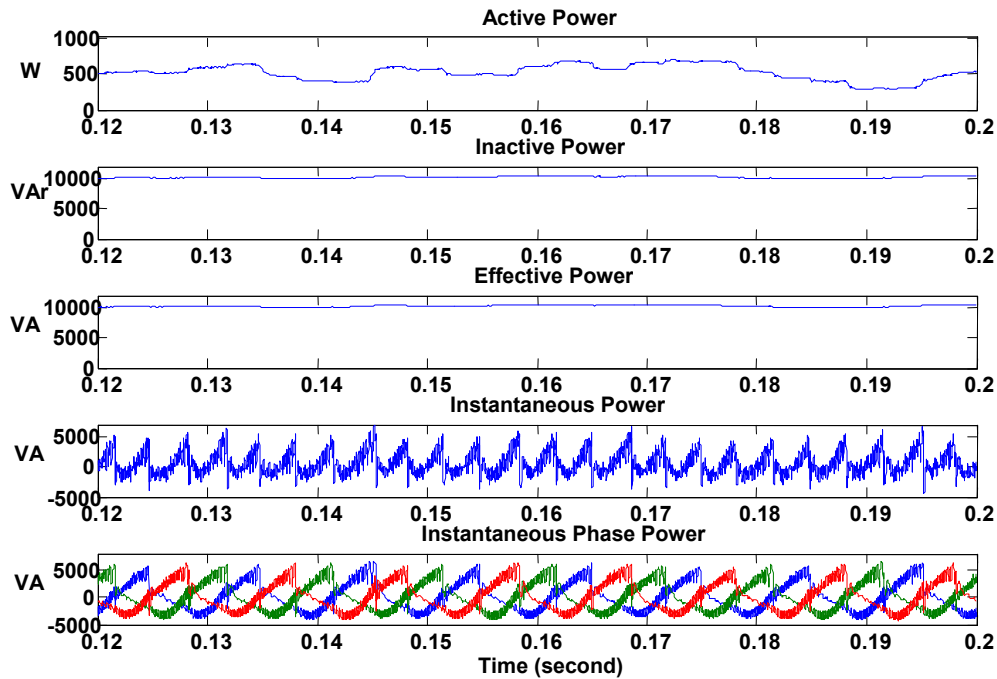 Active Power
1000
W
500
0
0.12 0.13 0.14 0.15 0.16 0.17 0.18 0.19 0.2
Inactive Power
10000
VAr
5000
0
0.12 0.13 0.14 0.15 0.16 0.17 0.18 0.19 0.2
Effective Power
10000
VA
5000
0
0.12 0.13 0.14 0.15 0.16 0.17 0.18 0.19 0.2
Instantaneous Power
5000
VA
0
-5000
0.12 0.13 0.14 0.15 0.16 0.17 0.18 0.19 0.2
Instantaneous Phase Power
5000
VA
0
-5000
0.12 0.13 0.14 0.15 0.16 0.17 0.18 0.19 0.2
Time (second)